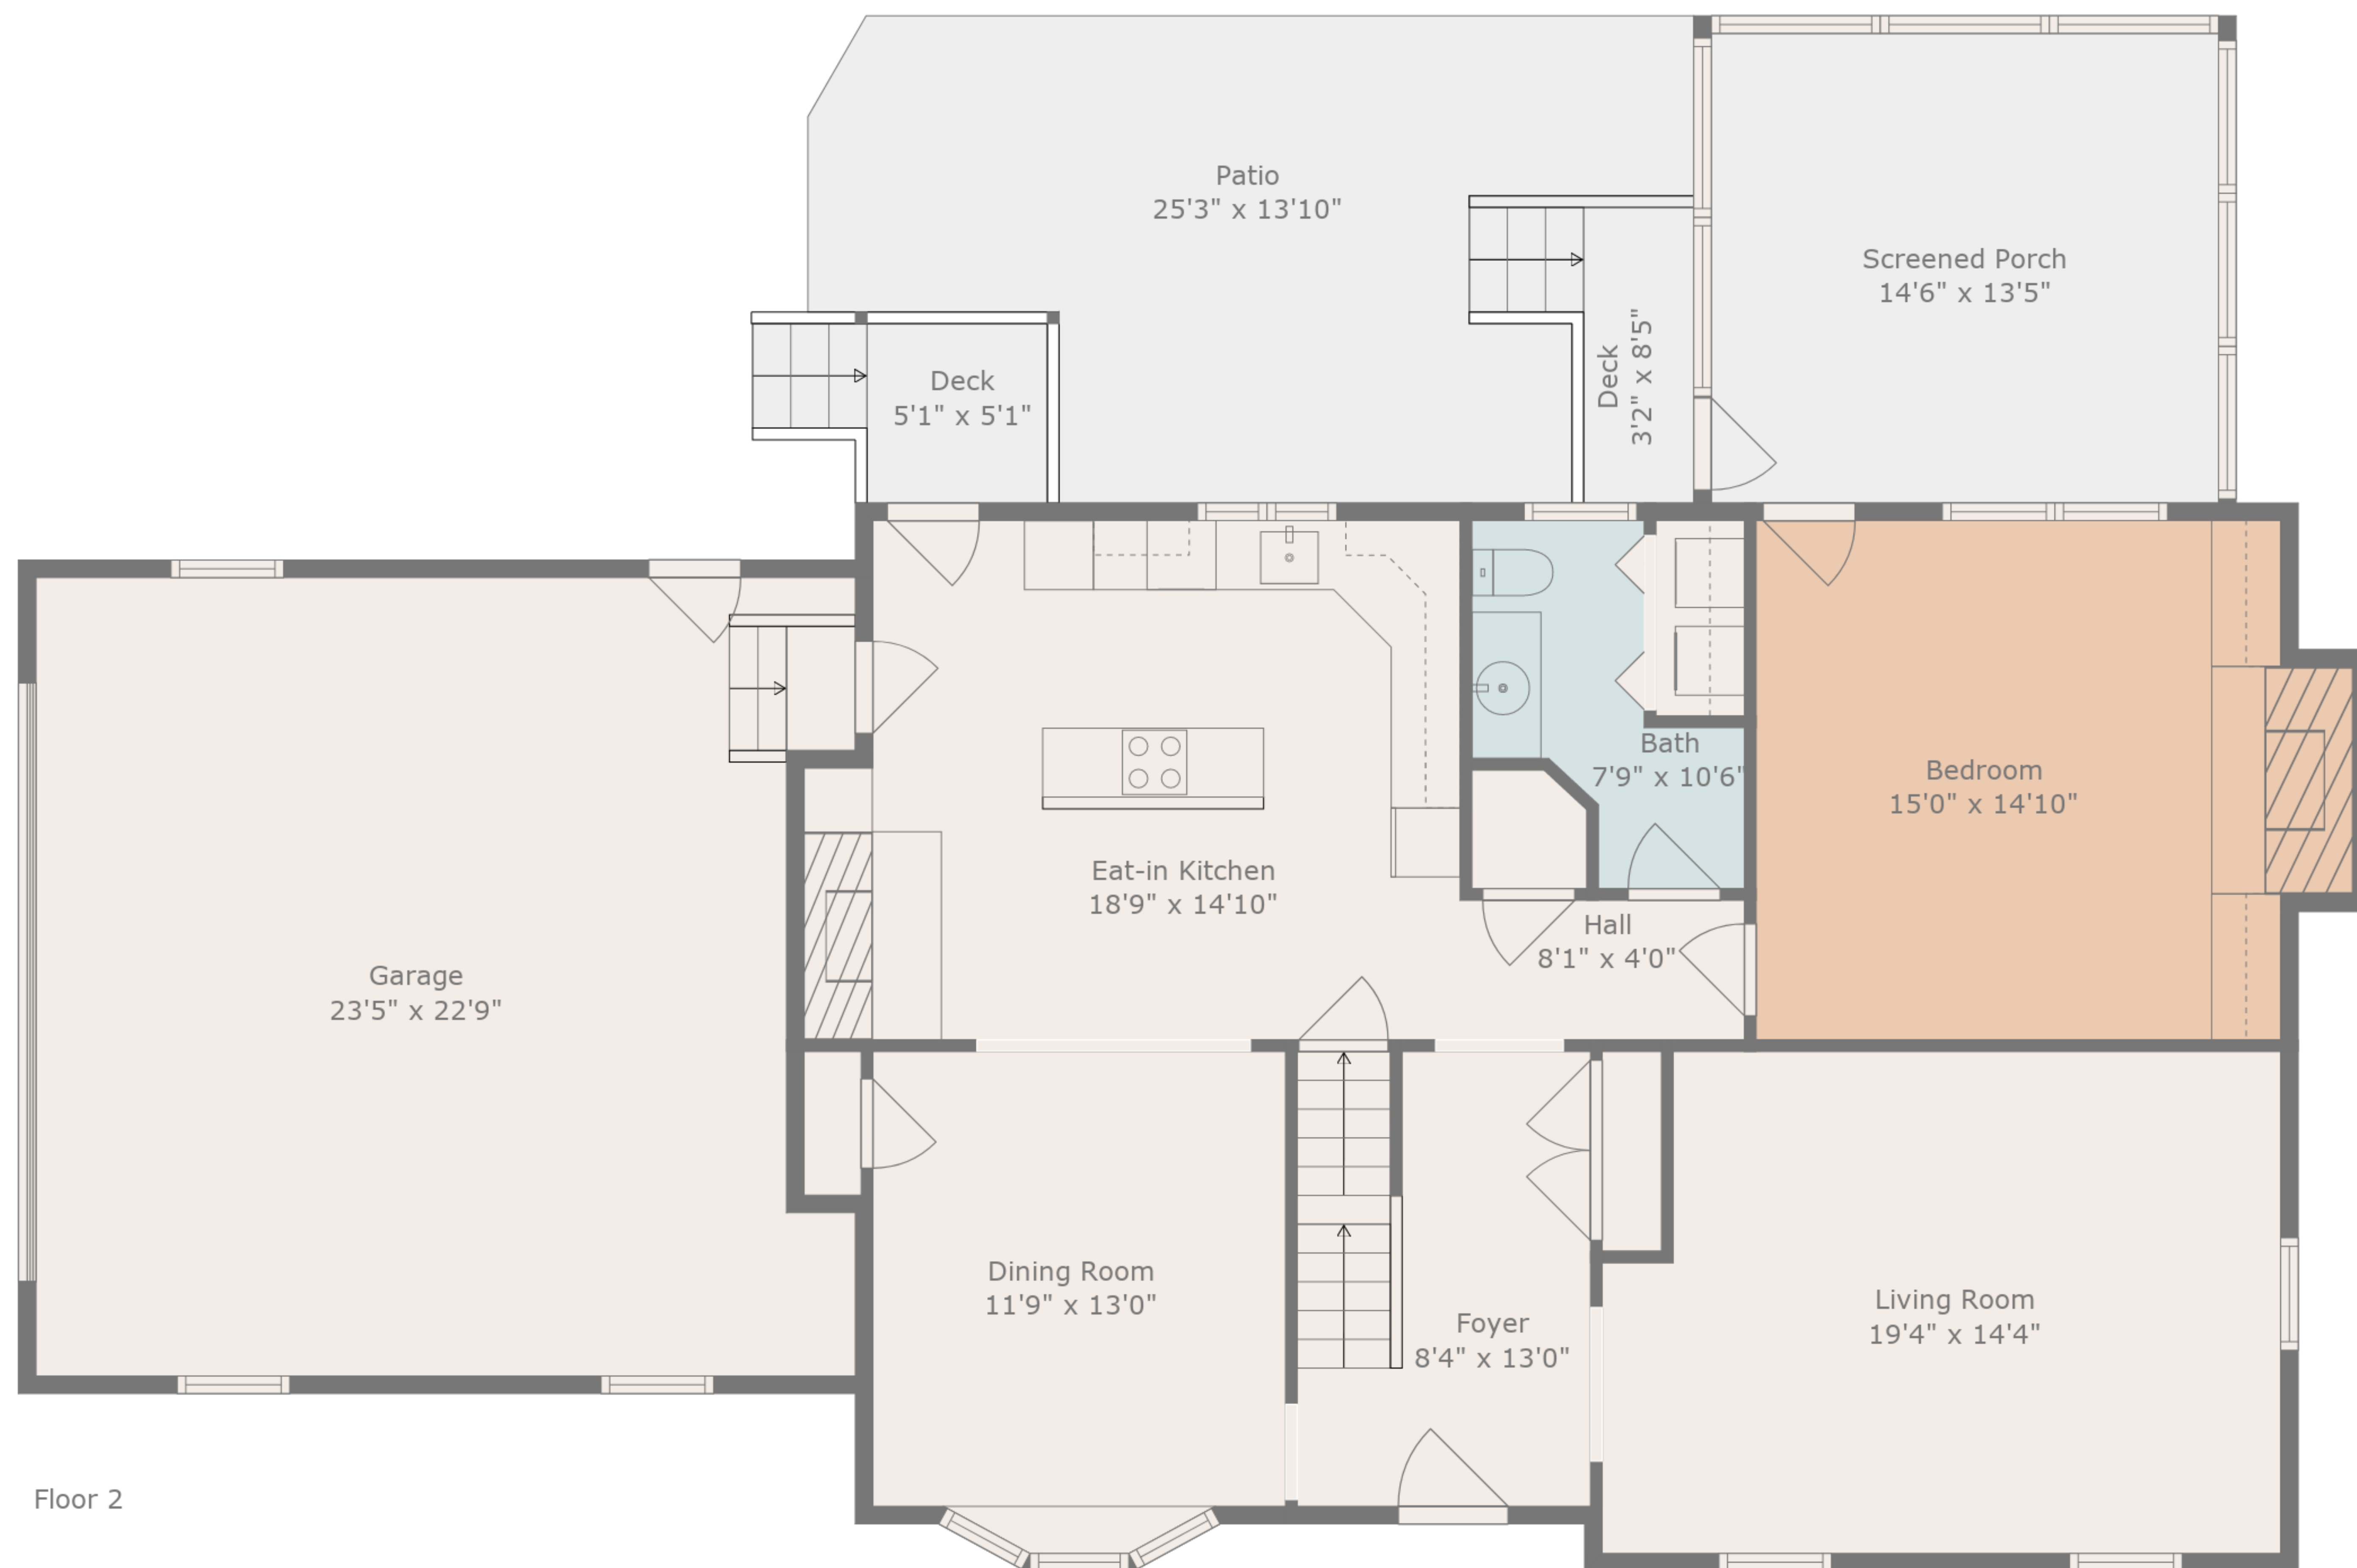 Patio
25'3" x 13'10"
Screened Porch
14'6" x 13'5"
Deck
5'1" x 5'1"
Deck
3'2" x 8'5"
Bath
7'9" x 10'6"
Bedroom
15'0" x 14'10"
Eat-in Kitchen
18'9" x 14'10"
Hall
8'1" x 4'0"
Garage
23'5" x 22'9"
Dining Room
11'9" x 13'0"
Foyer
8'4" x 13'0"
Living Room
19'4" x 14'4"
Floor 2